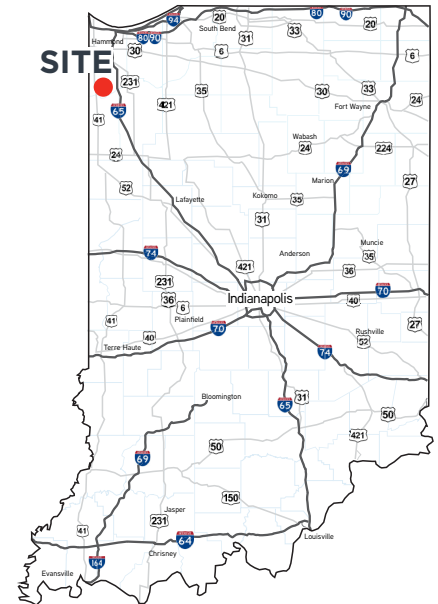 94
20
80
90
South Bend
33
20
Hammond
80
90
31
6
30
6
SITE
231
421
35
30
33
Fort Wayne
24
65
41
Wabash
24
24
224
69
Marion
27
52
Kokomo
35
Lafayette
31
Muncie
421
Anderson
35
74
36
231
70
36
6
Indianapolis
40
41
Plainfield
27
70
Rushville
40
52
Terre Haute
74
Bloomington
65
31
50
421
50
69
150
Jasper
231
41
64
Louisville
Chrisney
164
Evansville